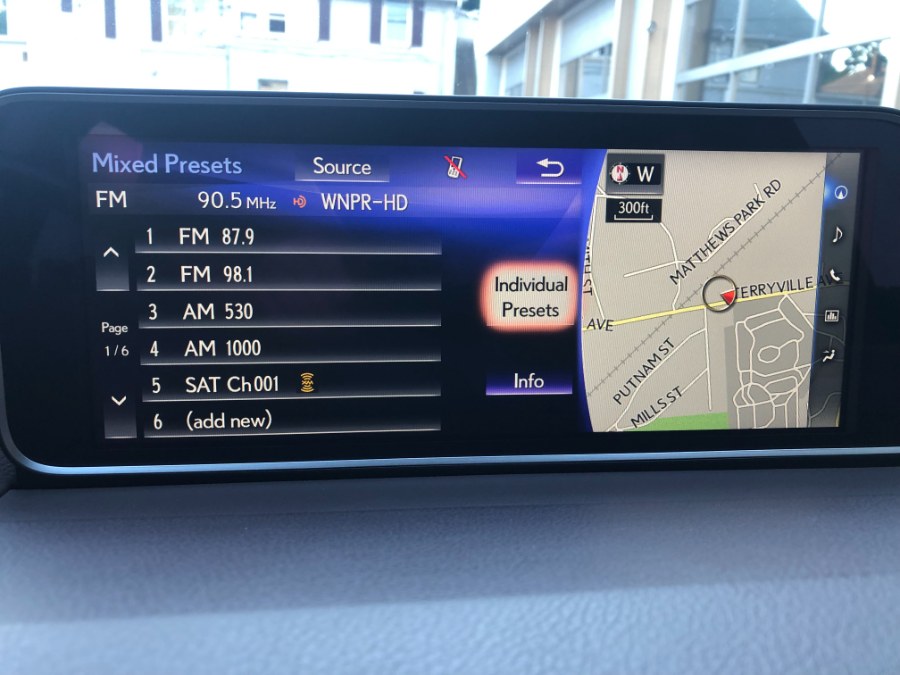 Mixed Presets
Source
FM 90.5 MHz WNPR-HD
1 FM 87.9
2 FM 98.1
3 AM 530
4 AM 1000
5 SAT Ch001
6 (add new)
Page
1/6
Individual
Presets
Info
W
300ft
MATTHEWS PARK RD
AVE
PUTNAM ST
MILLS ST